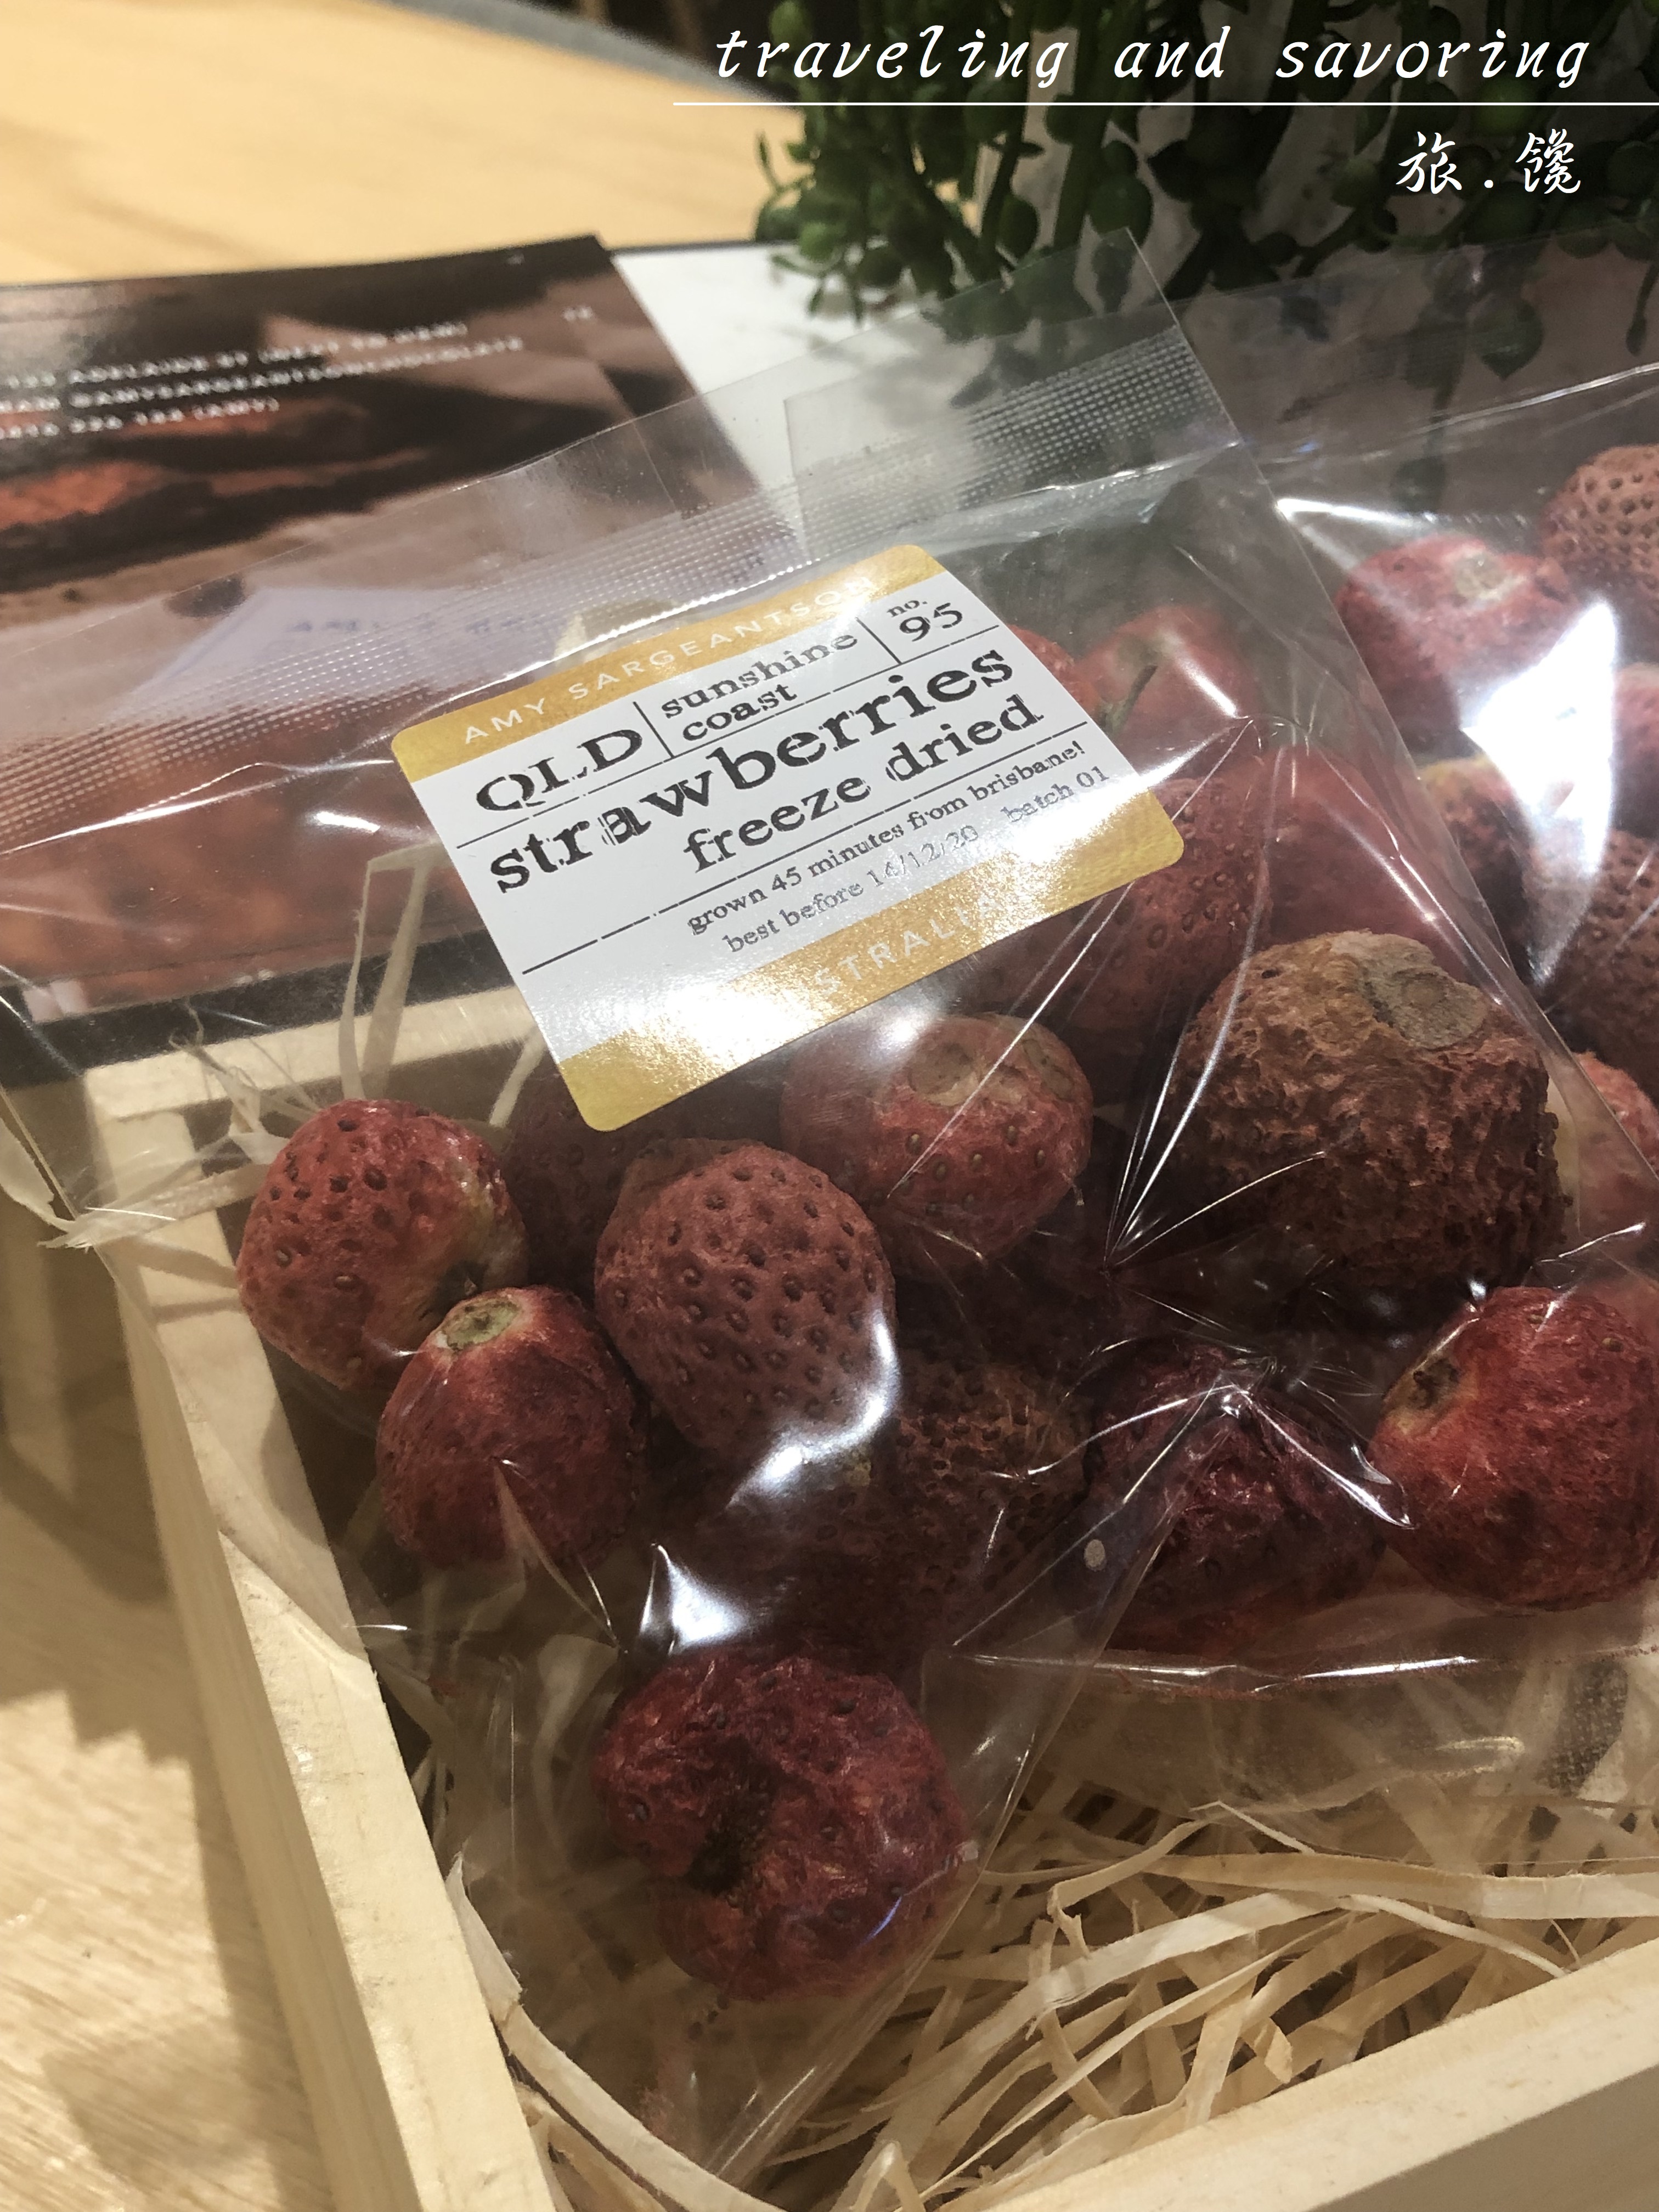 traveling and savoring
旅.馋
AMY SARGEANTSON
QLD
sunshine
coast
no.
95
strawberries
freeze dried
grown 45 minutes from brisbane!
best before 14/12/20 batch 01